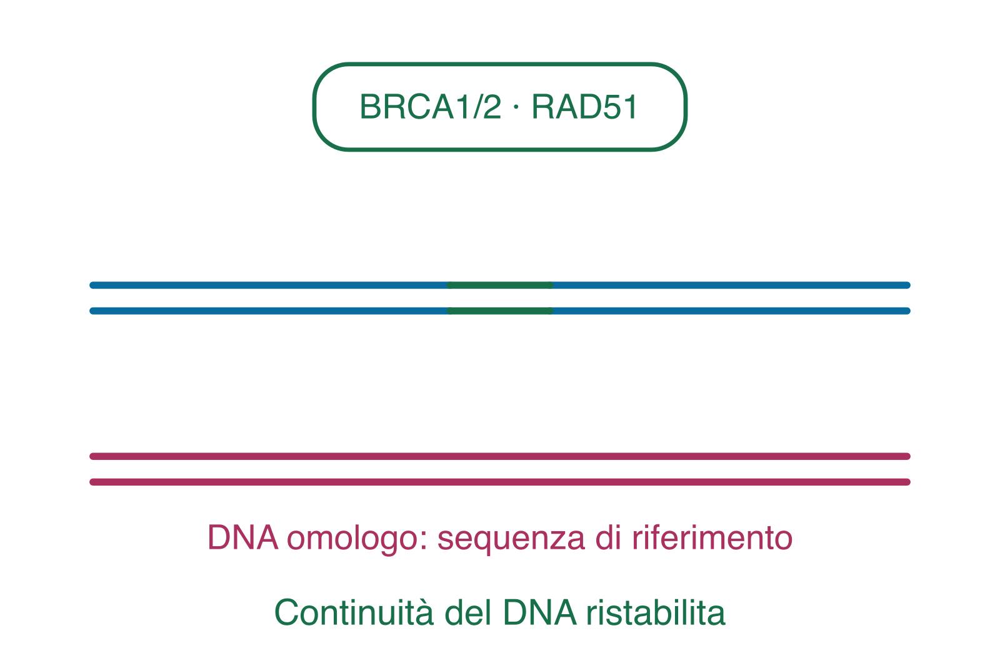 BRCA1/2 · RAD51
DNA omologo: sequenza di riferimento
Continuità del DNA ristabilita